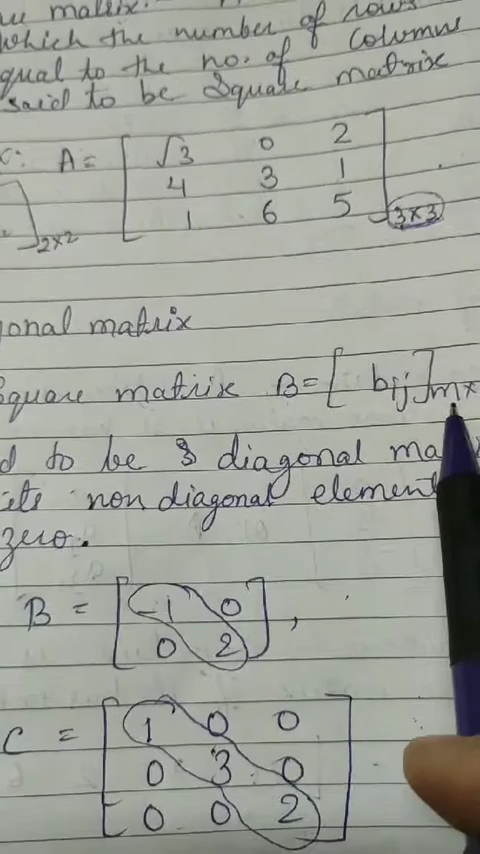 matrix.
which the number of rows
equal to the no. of columns
said to be Square matrix
A = [ √3 0 2
4 3 1
1 6 5 ] 3×3
]2×2
onal matrix
Square matrix B = [ bij ]m×
d to be diagonal ma
its non diagonal element
zero.
B = [ -1 0
0 2 ] ,
C = [ 1 0 0
0 3 0
0 0 2 ]